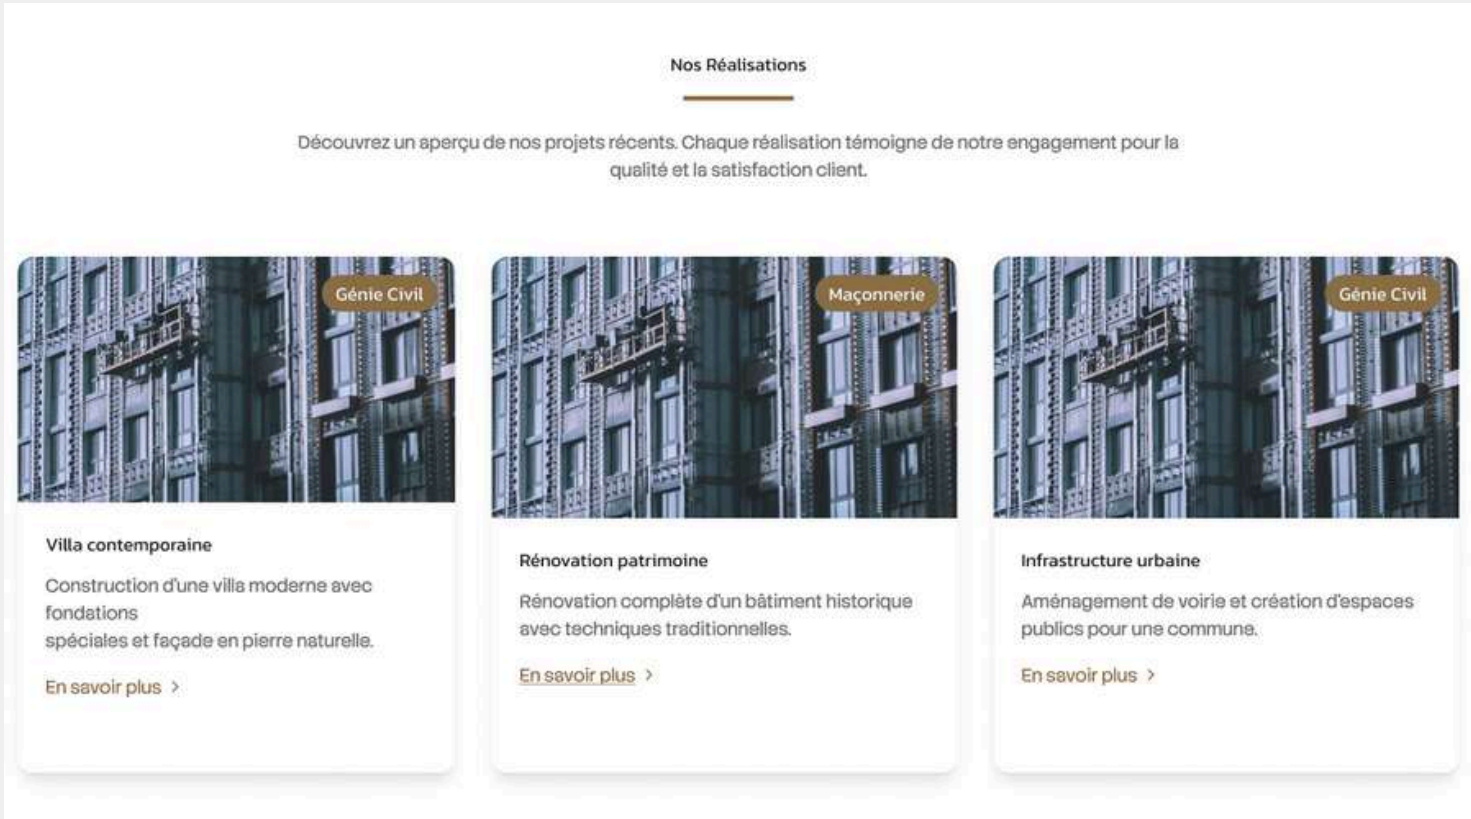 Nos Réalisations
Découvrez un aperçu de nos projets récents. Chaque réalisation témoigne de notre engagement pour la
qualité et la satisfaction client.
Génie Civil
Villa contemporaine
Construction d'une villa moderne avec
fondations
spéciales et façade en pierre naturelle.
En savoir plus >
Maçonnerie
Rénovation patrimoine
Rénovation complète d'un bâtiment historique
avec techniques traditionnelles.
En savoir plus >
Génie Civil
Infrastructure urbaine
Aménagement de voirie et création d'espaces
publics pour une commune.
En savoir plus >